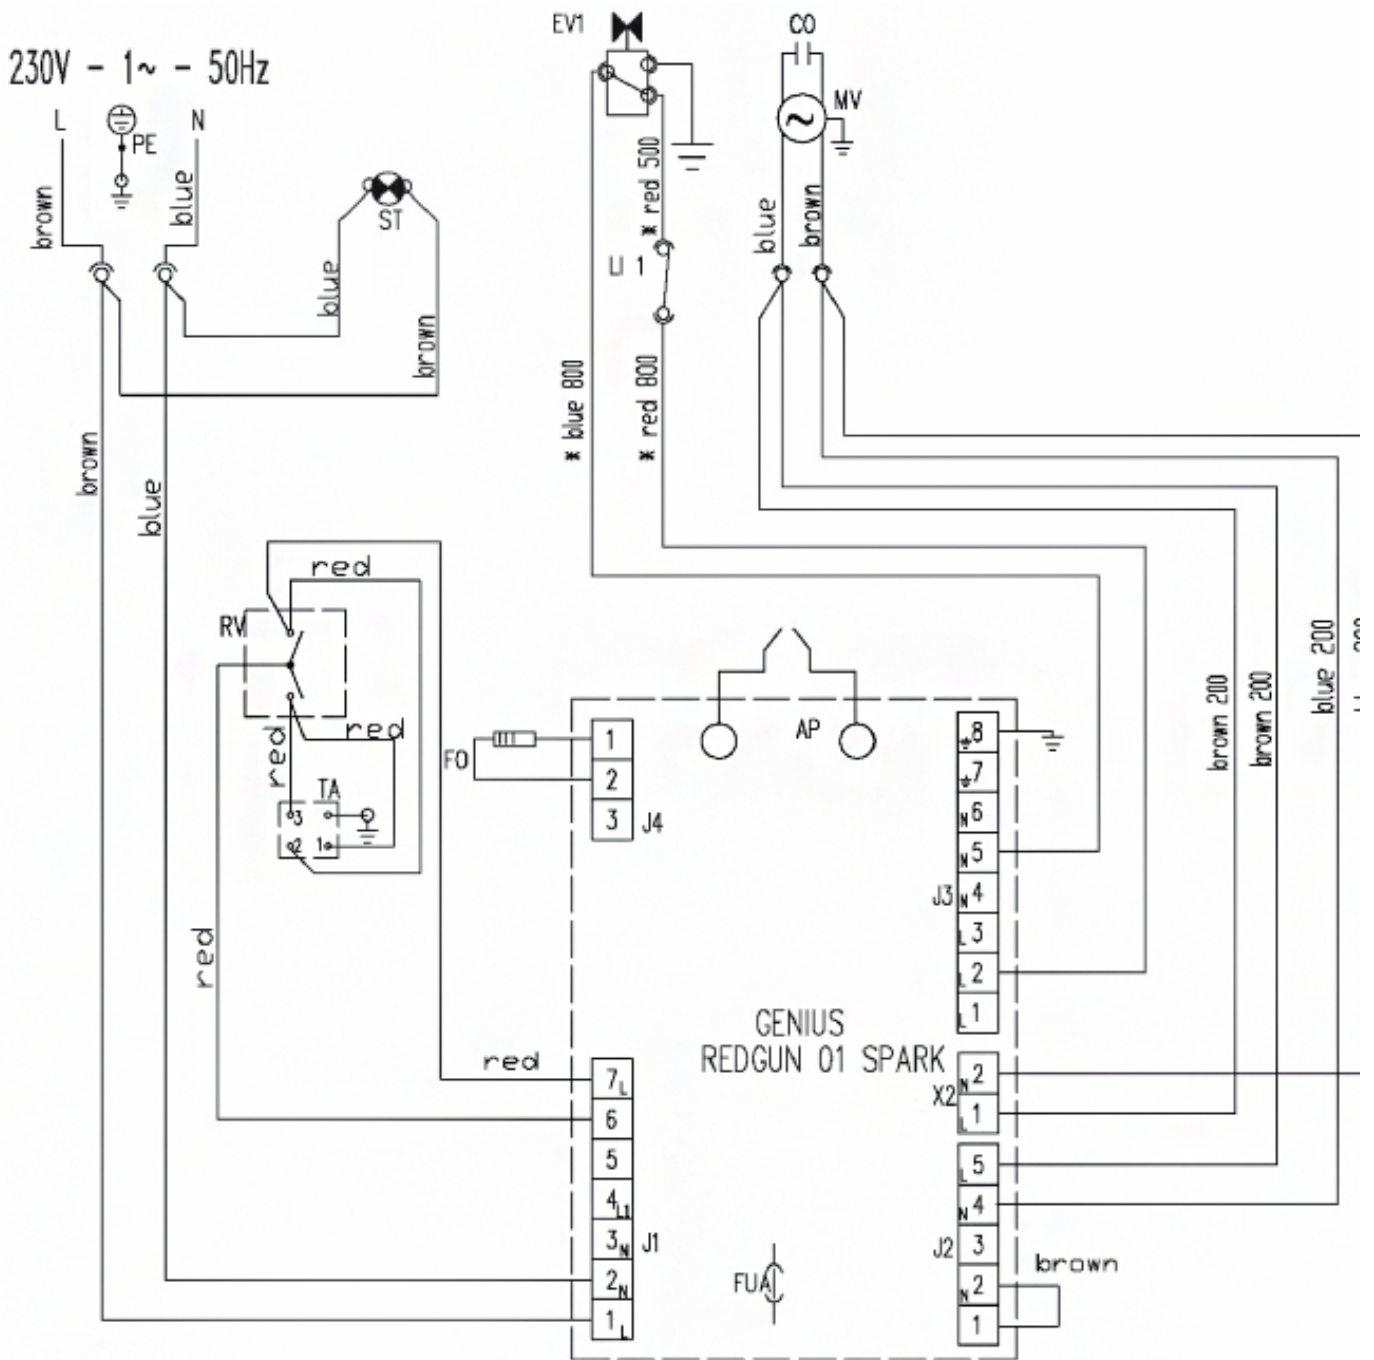 230V - 1~ - 50Hz
L
PE
N
brown
blue
ST
blue
brown
brown
blue
EV1
* red 500
LI 1
* blue 800
* red 800
CO
MV
blue
brown
RV
red
red
red
TA
3
2
1
red
red
FO
1
2
3
J4
AP
8
7
N 6
N 5
J3
N 4
L 3
L 2
L 1
GENIUS
REDGUN 01 SPARK
X2
N 2
L 1
L 5
N 4
J2
3
N 2
1
brown
7 L
6
5
4 L1
3 N
J1
2 N
1 L
FUA
brown 200
brown 200
blue 200